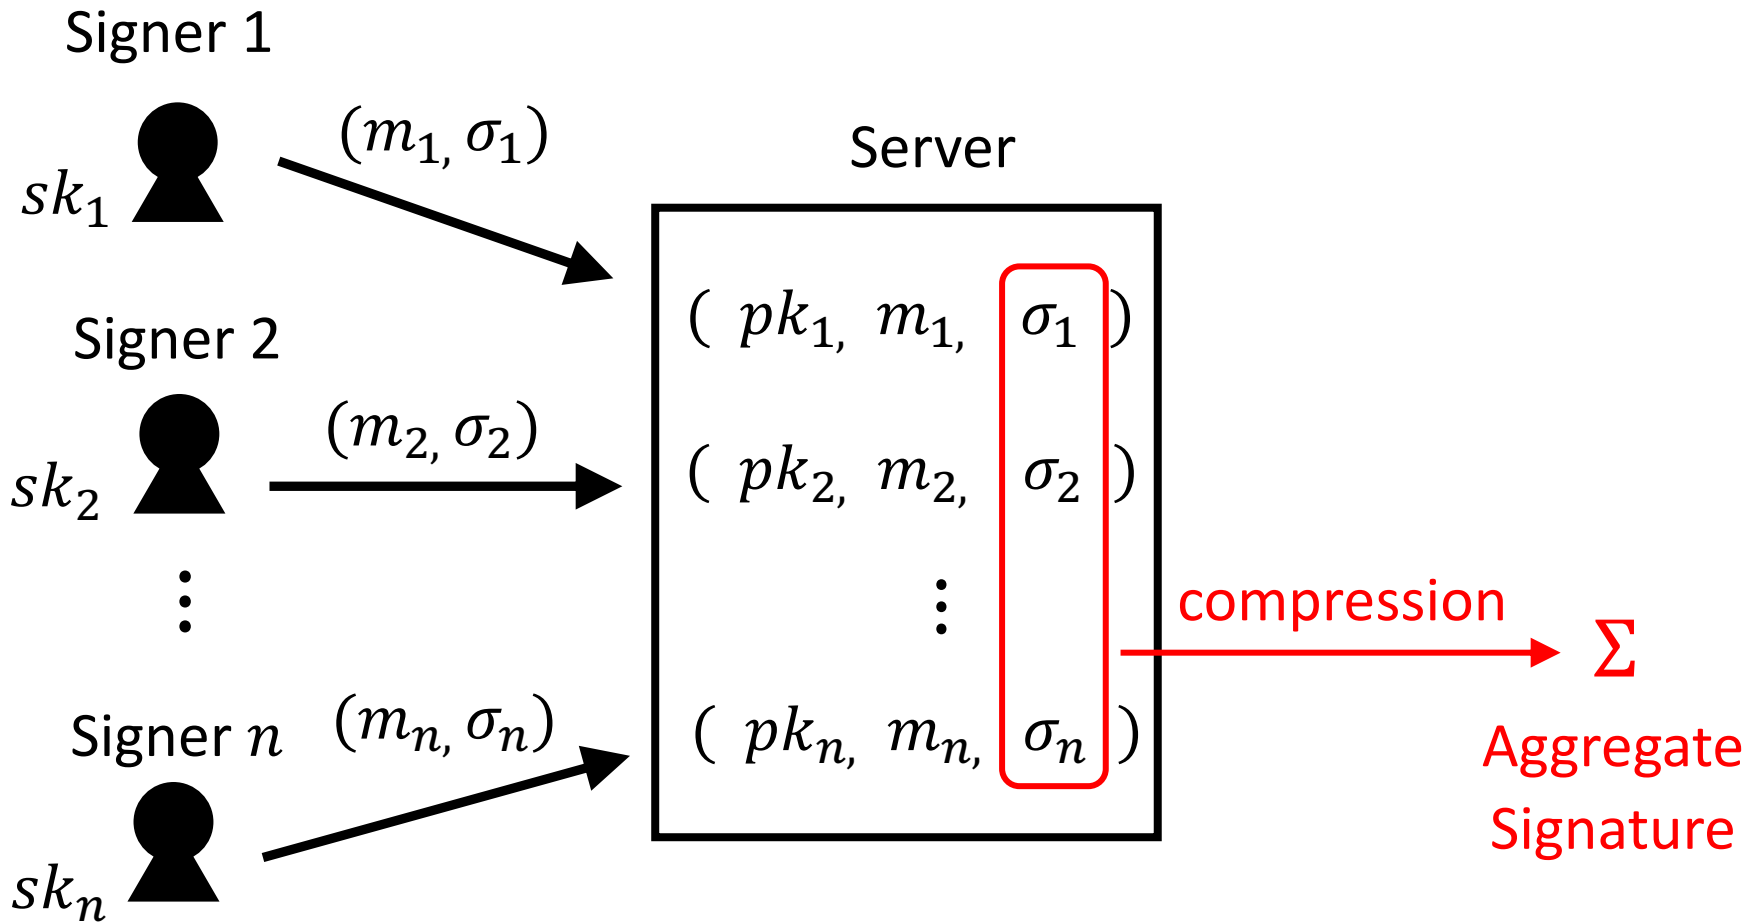 Signer 1
(m₁, σ₁)
sk₁
Server
( pk₁, m₁, σ₁ )
Signer 2
(m₂, σ₂)
sk₂
( pk₂, m₂, σ₂ )
⋮
⋮
compression
Σ
Signer n
(mₙ, σₙ)
skₙ
( pkₙ, mₙ, σₙ )
Aggregate
Signature